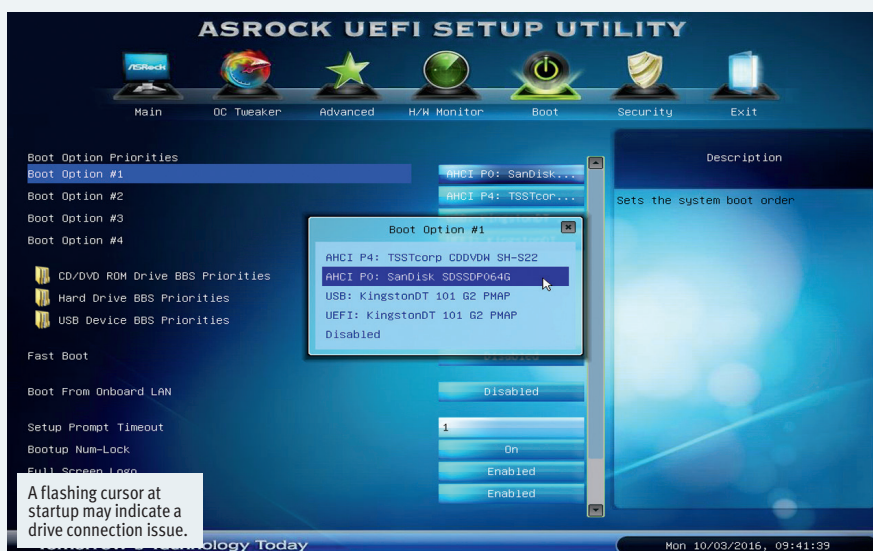 ASROCK UEFI SETUP UTILITY
ASRock
Main OC Tweaker Advanced H/W Monitor Boot Security Exit
Boot Option Priorities
Boot Option #1 AHCI P0: SanDisk...
Boot Option #2 AHCI P4: TSSTcor...
Boot Option #3
Boot Option #4
Boot Option #1
AHCI P4: TSSTcorp CDDVDW SH-S22
AHCI P0: SanDisk SDSSDP064G
USB: KingstonDT 101 G2 PMAP
UEFI: KingstonDT 101 G2 PMAP
Disabled
CD/DVD ROM Drive BBS Priorities
Hard Drive BBS Priorities
USB Device BBS Priorities
Fast Boot
Boot From Onboard LAN Disabled
Setup Prompt Timeout 1
Bootup Num-Lock On
Full Screen Logo Enabled
Enabled
Description
Sets the system boot order
A flashing cursor at
startup may indicate a
drive connection issue.
Today
Mon 10/03/2016, 09:41:39